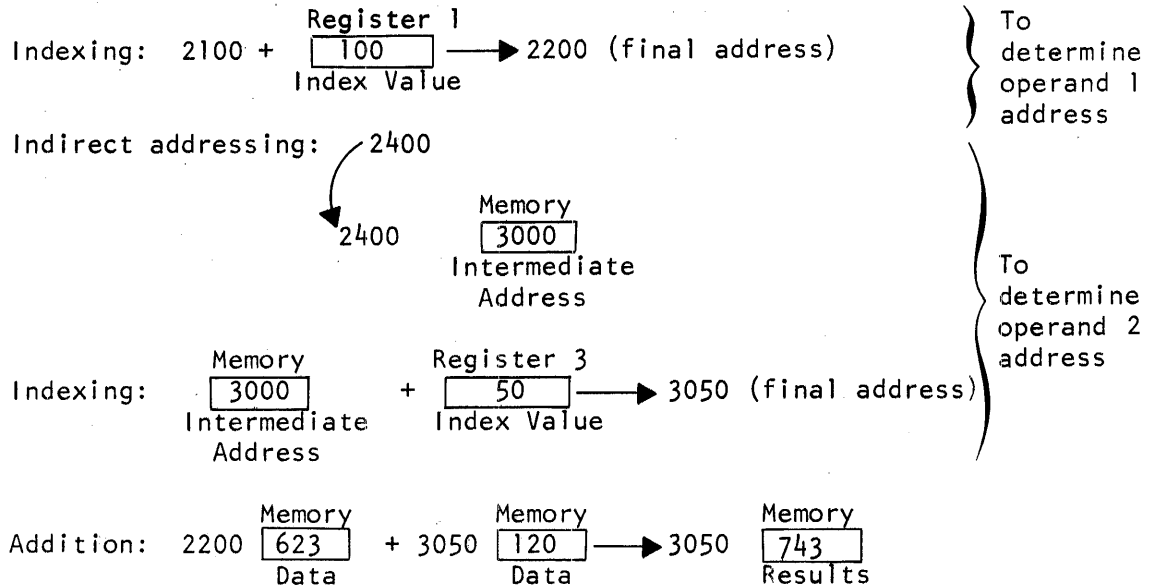 Register 1
Indexing: 2100 + 100 2200 (final address)
Index Value
To
determine
operand 1
address
Indirect addressing: 2400
Memory
2400 3000
Intermediate
Address
To
determine
operand 2
address
Memory Register 3
Indexing: 3000 + 50 3050 (final address)
Intermediate Index Value
Address
Memory Memory Memory
Addition: 2200 623 + 3050 120 3050 743
Data Data Results